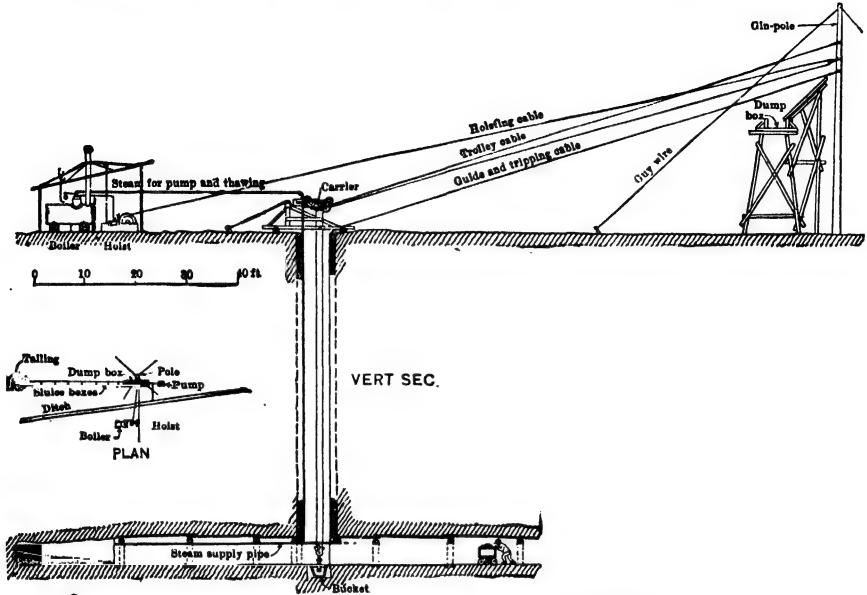 Gin-pole
Dump
box
Hoisting cable
Trolley cable
Guide and tripping cable
Guy wire
Steam for pump and thawing
Carrier
Boiler
Hoist
0 10 20 30 40 ft.
Tailing
Dump box
Pole
Pump
Sluice boxes
Ditch
Boiler
Hoist
PLAN
VERT SEC.
Steam supply pipe
Bucket